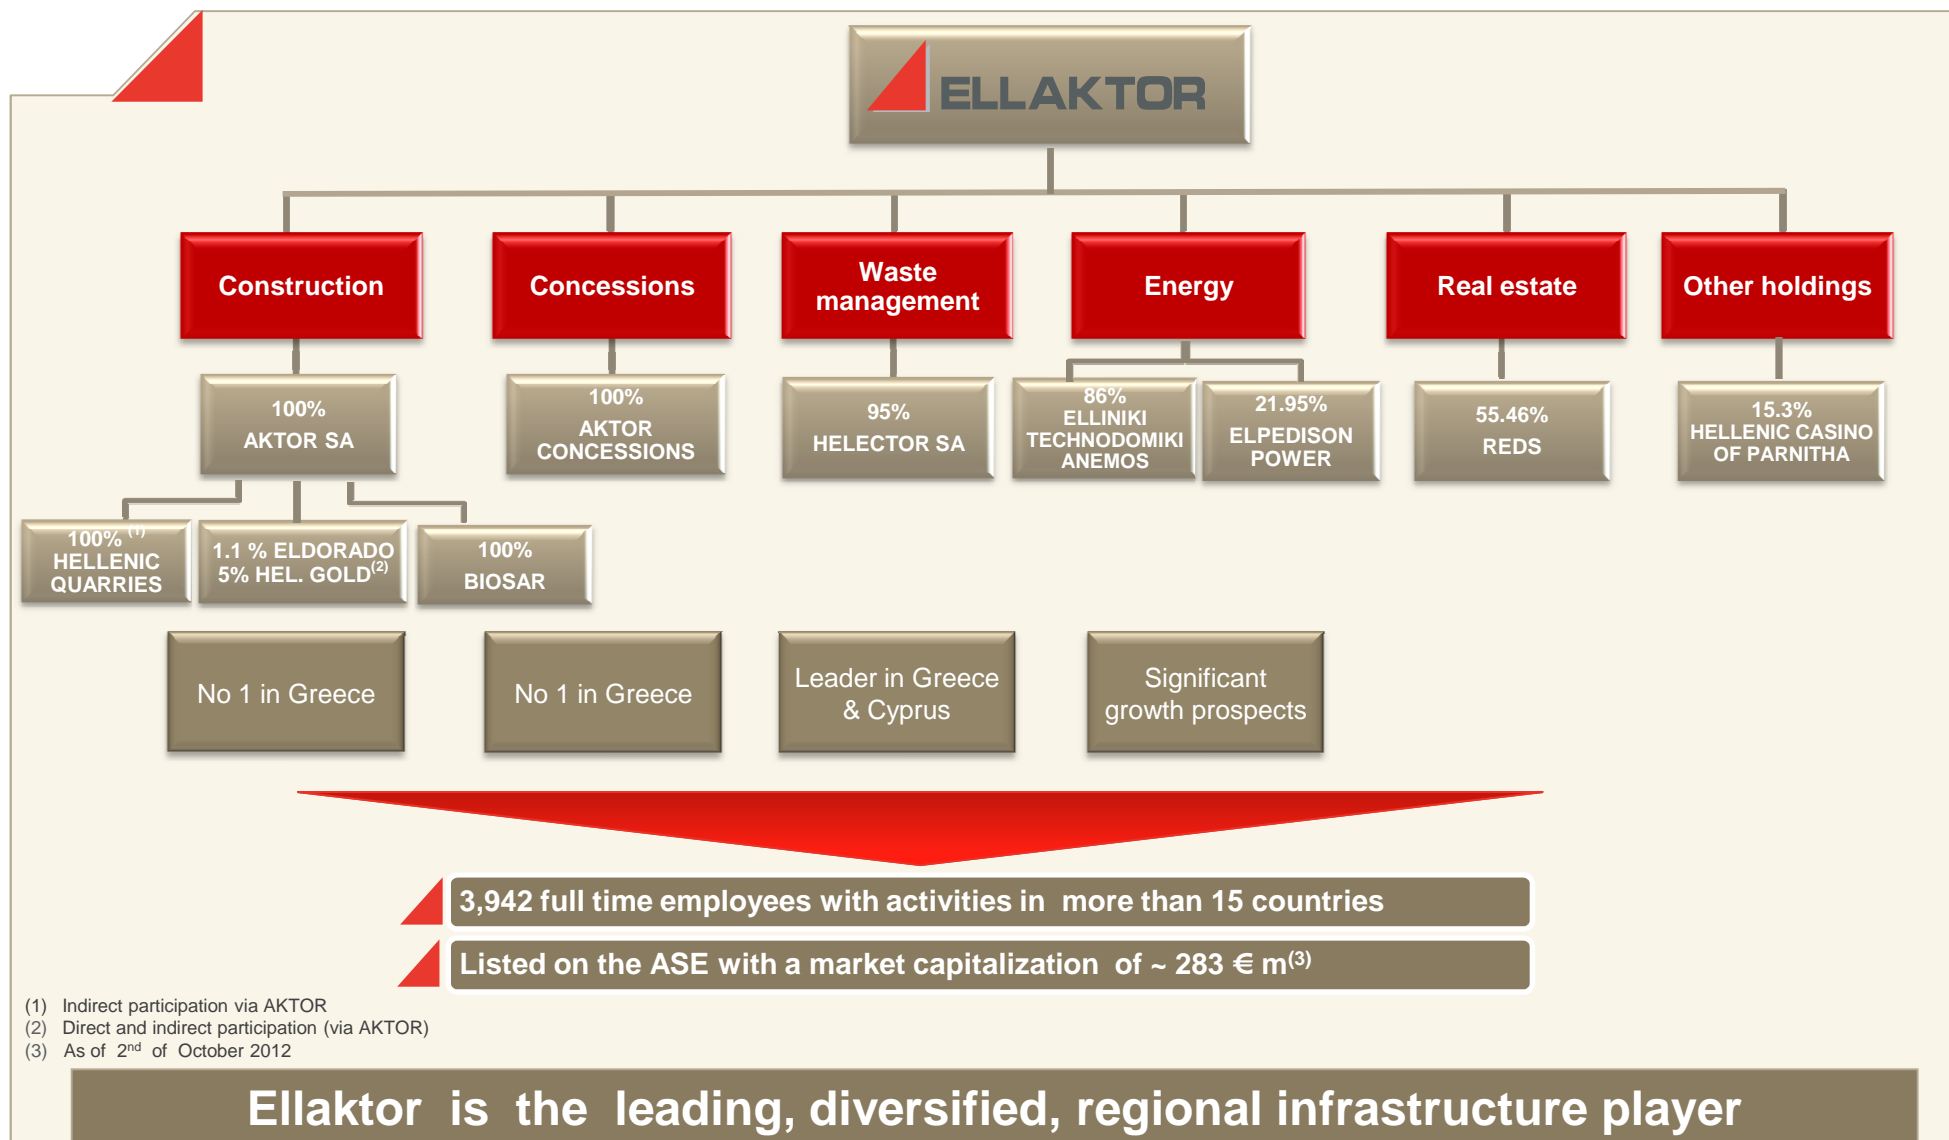 ELLAKTOR
Construction
Concessions
Waste
management
Energy
Real estate
Other holdings
100%
AKTOR SA
100%
AKTOR
CONCESSIONS
95%
HELECTOR SA
86%
ELLINIKI
TECHNODOMIKI
ANEMOS
21.95%
ELPEDISON
POWER
55.46%
REDS
15.3%
HELLENIC CASINO
OF PARNITHA
100% (1)
HELLENIC
QUARRIES
1.1 % ELDORADO
5% HEL. GOLD(2)
100%
BIOSAR
No 1 in Greece
No 1 in Greece
Leader in Greece
& Cyprus
Significant
growth prospects
3,942 full time employees with activities in more than 15 countries
Listed on the ASE with a market capitalization of ~ 283 € m(3)
(1) Indirect participation via AKTOR
(2) Direct and indirect participation (via AKTOR)
(3) As of 2nd of October 2012
Ellaktor is the leading, diversified, regional infrastructure player